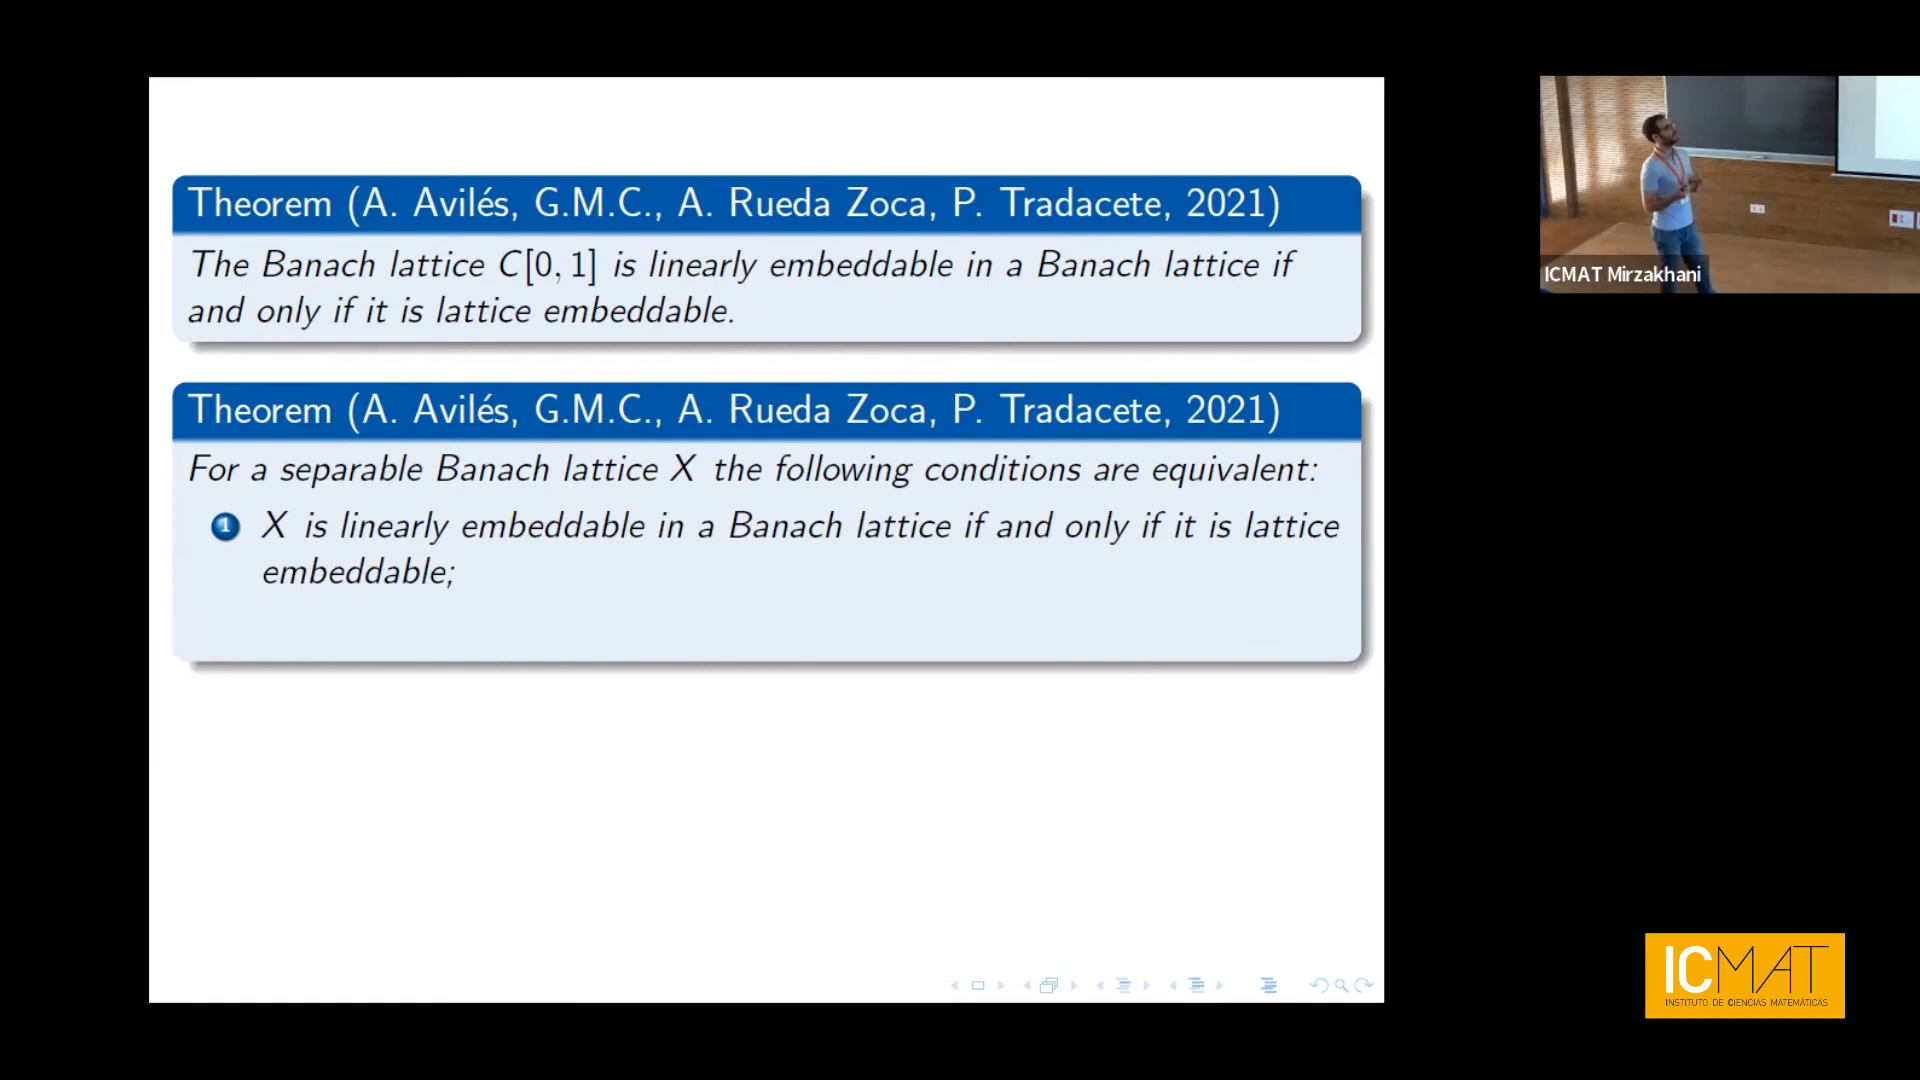 Theorem (A. Avilés, G.M.C., A. Rueda Zoca, P. Tradacete, 2021)
The Banach lattice C[0, 1] is linearly embeddable in a Banach lattice if
and only if it is lattice embeddable.
Theorem (A. Avilés, G.M.C., A. Rueda Zoca, P. Tradacete, 2021)
For a separable Banach lattice X the following conditions are equivalent:
1 X is linearly embeddable in a Banach lattice if and only if it is lattice
embeddable;
ICMAT Mirzakhani
ICMAT
INSTITUTO DE CIENCIAS MATEMÁTICAS